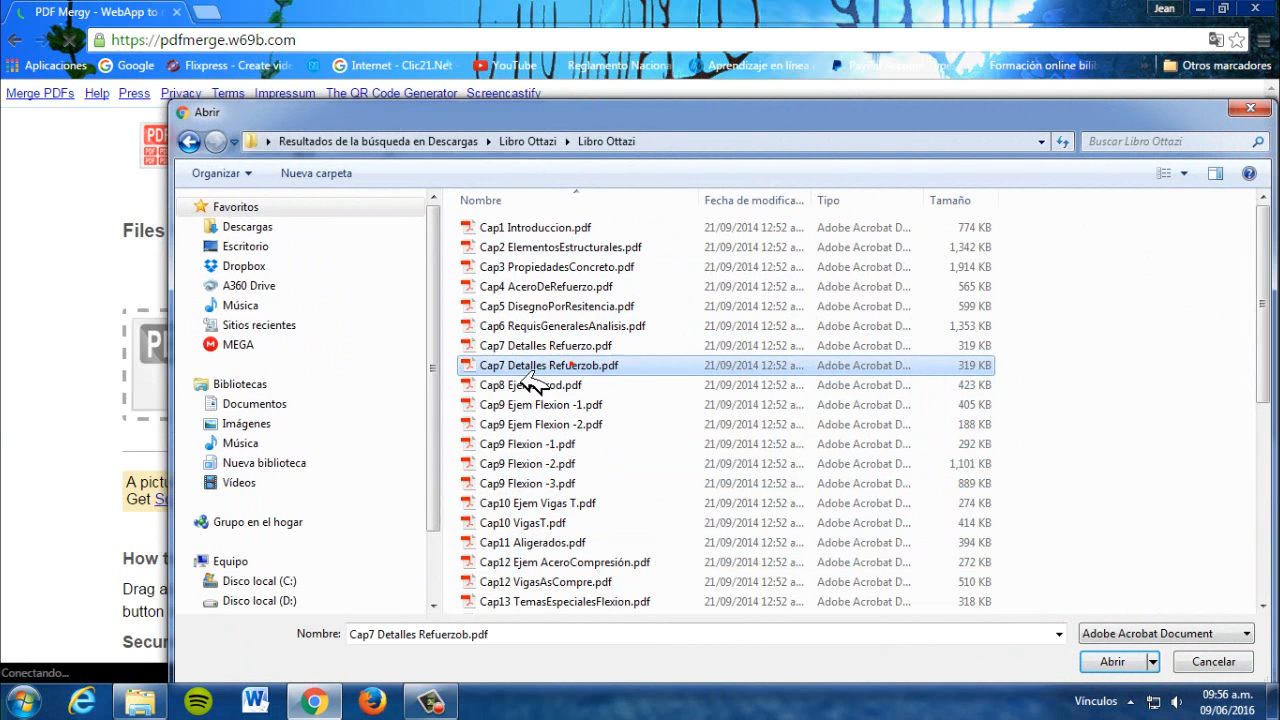 PDF Mergy - WebApp to
Jean
https://pdfmerge.w69b.com
Aplicaciones
Google
Flixpress - Create vide
Internet - Clic21.Net
YouTube
Reglamento Naciona
Aprendizaje en línea
Formación online bili
Otros marcadores
Merge PDFs
Help
Press
Privacy
Terms
Impressum
The QR Code Generator
Screencastify
Abrir
Resultados de la búsqueda en Descargas
Libro Ottazi
Libro Ottazi
Buscar Libro Ottazi
Organizar
Nueva carpeta
Nombre
Fecha de modifica...
Tipo
Tamaño
Favoritos
Descargas
Escritorio
Dropbox
A360 Drive
Música
Sitios recientes
MEGA
Bibliotecas
Documentos
Imágenes
Música
Nueva biblioteca
Vídeos
Grupo en el hogar
Equipo
Disco local (C:)
Disco local (D:)
Cap1 Introduccion.pdf 21/09/2014 12:52 a... Adobe Acrobat D... 774 KB
Cap2 ElementosEstructurales.pdf 21/09/2014 12:52 a... Adobe Acrobat D... 1,342 KB
Cap3 PropiedadesConcreto.pdf 21/09/2014 12:52 a... Adobe Acrobat D... 1,914 KB
Cap4 AceroDeRefuerzo.pdf 21/09/2014 12:52 a... Adobe Acrobat D... 565 KB
Cap5 DisegnoPorResitencia.pdf 21/09/2014 12:52 a... Adobe Acrobat D... 599 KB
Cap6 RequisGeneralesAnalisis.pdf 21/09/2014 12:52 a... Adobe Acrobat D... 1,353 KB
Cap7 Detalles Refuerzo.pdf 21/09/2014 12:52 a... Adobe Acrobat D... 319 KB
Cap7 Detalles Refuerzob.pdf 21/09/2014 12:52 a... Adobe Acrobat D... 319 KB
Cap8 21/09/2014 12:52 a... Adobe Acrobat D... 423 KB
Cap9 Ejem Flexion -1.pdf 21/09/2014 12:52 a... Adobe Acrobat D... 405 KB
Cap9 Ejem Flexion -2.pdf 21/09/2014 12:52 a... Adobe Acrobat D... 188 KB
Cap9 Flexion -1.pdf 21/09/2014 12:52 a... Adobe Acrobat D... 292 KB
Cap9 Flexion -2.pdf 21/09/2014 12:52 a... Adobe Acrobat D... 1,101 KB
Cap9 Flexion -3.pdf 21/09/2014 12:52 a... Adobe Acrobat D... 889 KB
Cap10 Ejem Vigas T.pdf 21/09/2014 12:52 a... Adobe Acrobat D... 274 KB
Cap10 VigasT.pdf 21/09/2014 12:52 a... Adobe Acrobat D... 414 KB
Cap11 Aligerados.pdf 21/09/2014 12:52 a... Adobe Acrobat D... 394 KB
Cap12 Ejem AceroCompresión.pdf 21/09/2014 12:52 a... Adobe Acrobat D... 272 KB
Cap12 VigasAsCompre.pdf 21/09/2014 12:52 a... Adobe Acrobat D... 510 KB
Cap13 TemasEspecialesFlexion.pdf 21/09/2014 12:52 a... Adobe Acrobat D... 318 KB
PDF
Files
PD
A pictu
Get Sc
How t
Drag a
button
Secur
Nombre:
Cap7 Detalles Refuerzob.pdf
Adobe Acrobat Document
Abrir
Cancelar
Conectando...
Vínculos
09:56 a.m.
09/06/2016